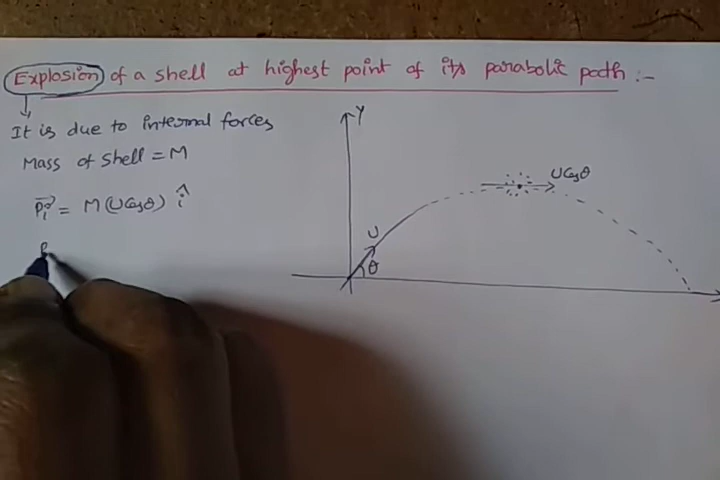 Explosion of a shell at highest point of its parabolic path :-
It is due to internal forces
Mass of shell = M
P⃗i = M (U Cosθ) î
P
Y
U
θ
U Cosθ